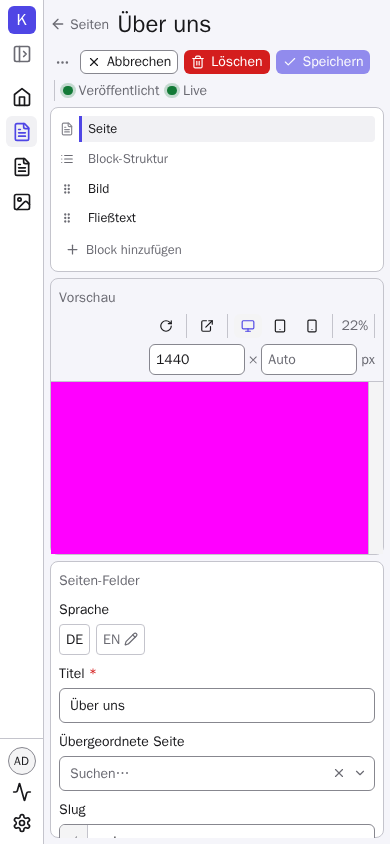 K
Seiten Über uns
Abbrechen Löschen Speichern
Veröffentlicht Live
Seite
Block-Struktur
Bild
Fließtext
Block hinzufügen
Vorschau
22%
1440 × Auto px
Seiten-Felder
Sprache
DE EN
Titel *
Über uns
Übergeordnete Seite
Suchen…
AD
Slug